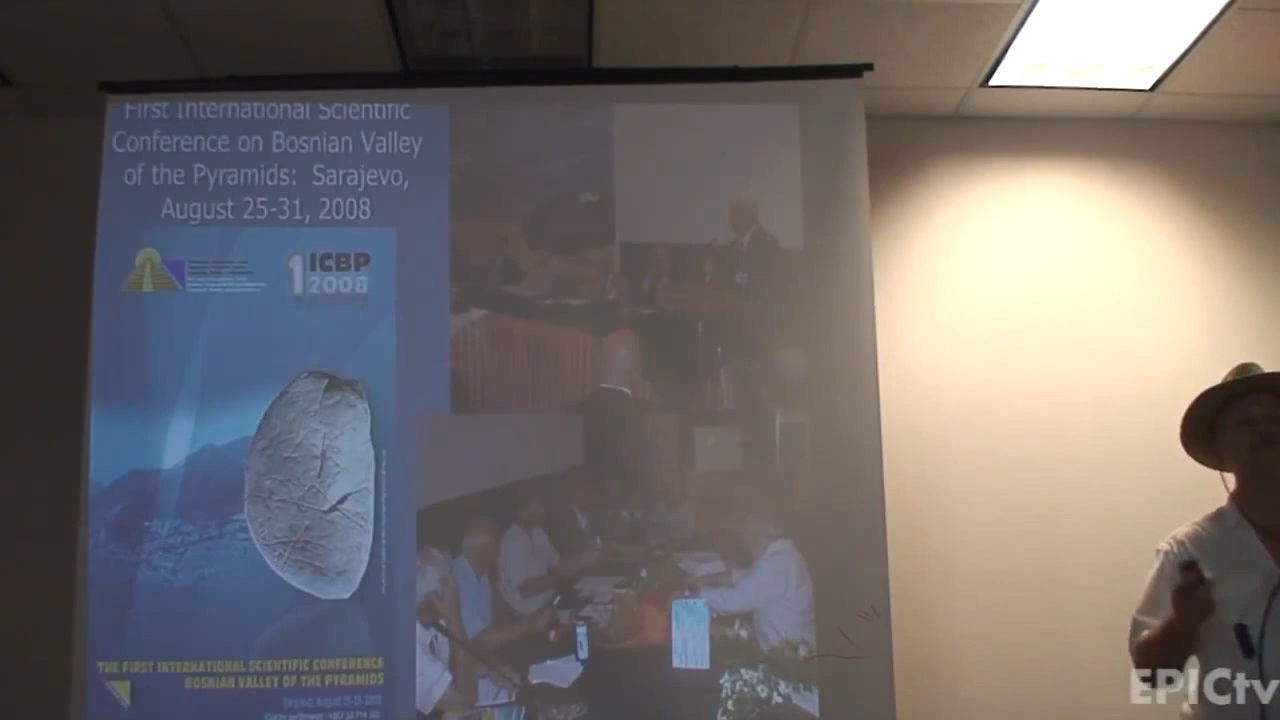 First International Scientific
Conference on Bosnian Valley
of the Pyramids: Sarajevo,
August 25-31, 2008
1 ICBP
2008
THE FIRST INTERNATIONAL SCIENTIFIC CONFERENCE
BOSNIAN VALLEY OF THE PYRAMIDS
EPICtv